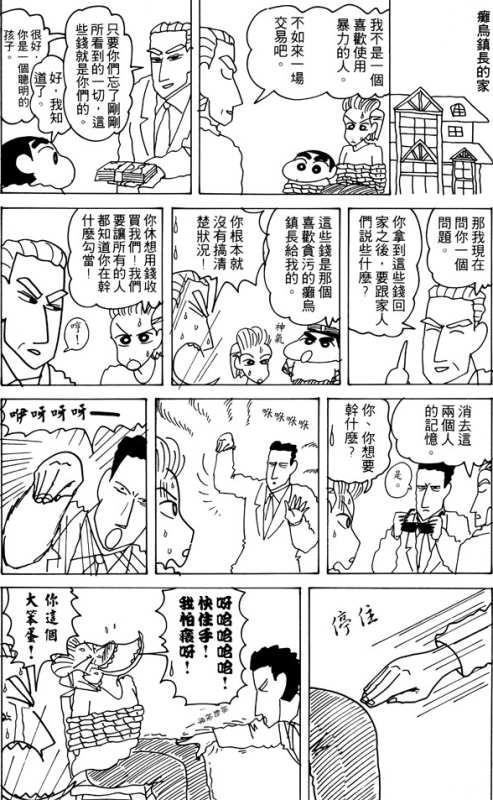 癱鳥鎮長的家
我不是一個
喜歡使用
暴力的人。
不如來一場
交易吧。
只要你們忘了剛剛
所看到的一切，這
些錢就是你們的。
好，我知
道了。
很好，
你是一個聰明的
孩子。
那我現在
問你一個
問題。
你拿到這些錢回
家之後，要跟家人
們說些什麼？
這些錢是那個
喜歡貪污的癱鳥
鎮長給我的。
神氣
你根本就
沒有搞清
楚狀況！
你休想用錢收
買我們！我們
要讓所有的人
都知道你在幹
什麼勾當！
哼！
消去這
兩個人
的記憶。
是。
你、你想要
幹什麼？
咻咻咻咻
咿呀呀呀——
停住
呀哈哈哈哈！
快住手！
我怕癢呀！
你這個
大笨蛋！